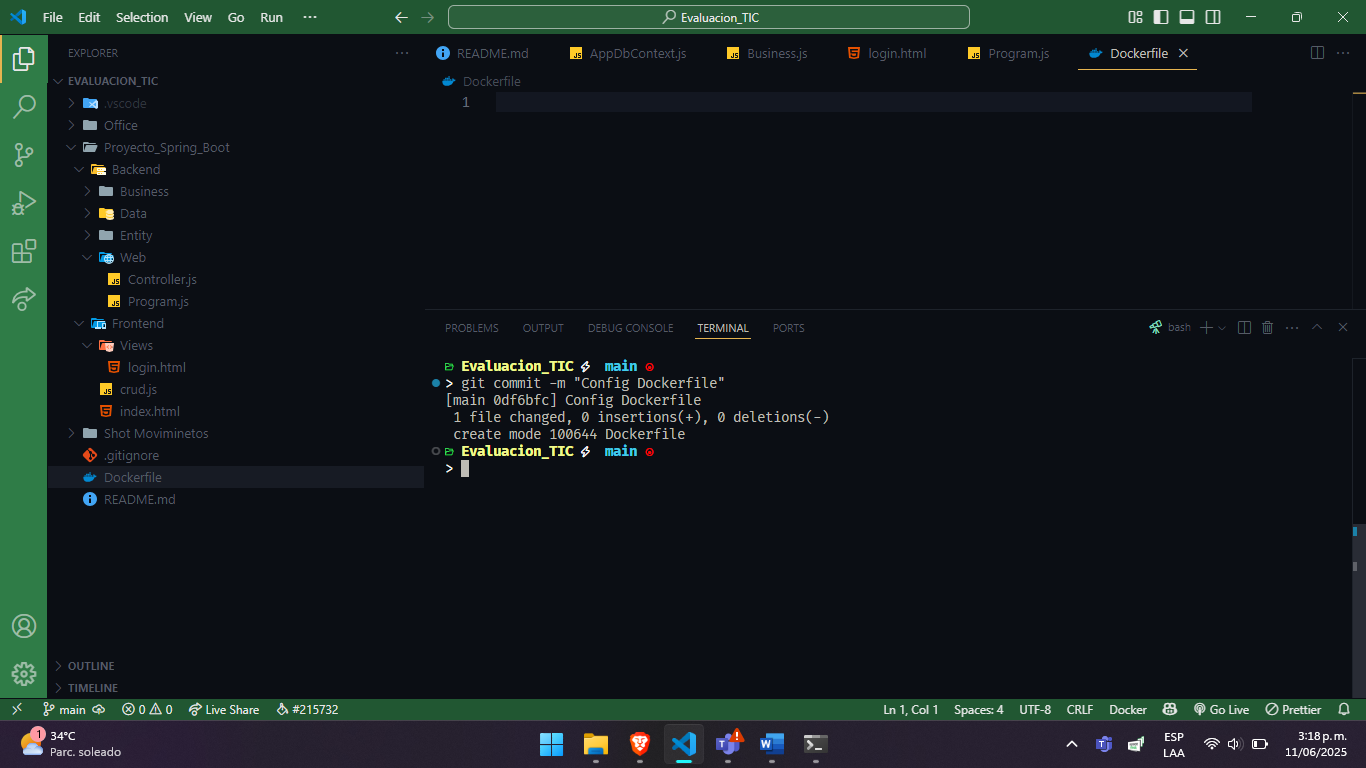 File Edit Selection View Go Run ··· Evaluacion_TIC
EXPLORER ···
EVALUACION_TIC
.vscode
Office
Proyecto_Spring_Boot
Backend
Business
Data
Entity
Web
Controller.js
Program.js
Frontend
Views
login.html
crud.js
index.html
Shot Moviminetos
.gitignore
Dockerfile
README.md
OUTLINE
TIMELINE
README.md AppDbContext.js Business.js login.html Program.js Dockerfile
Dockerfile
1
PROBLEMS OUTPUT DEBUG CONSOLE TERMINAL PORTS bash
Evaluacion_TIC main
> git commit -m "Config Dockerfile"
[main 0df6bfc] Config Dockerfile
1 file changed, 0 insertions(+), 0 deletions(-)
create mode 100644 Dockerfile
Evaluacion_TIC main
>
main 0 0 Live Share #215732 Ln 1, Col 1 Spaces: 4 UTF-8 CRLF Docker Go Live Prettier
1 34°C
Parc. soleado
ESP
LAA
3:18 p. m.
11/06/2025